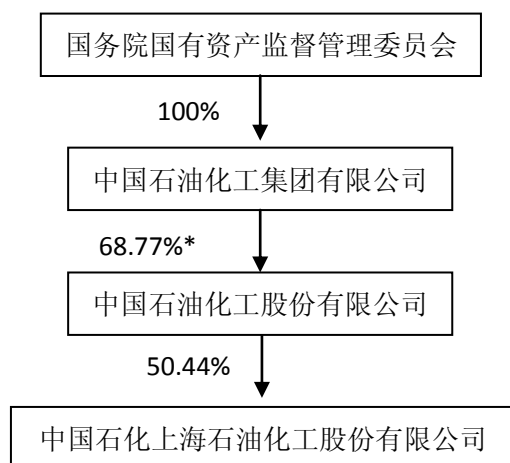 国务院国有资产监督管理委员会
100%
中国石油化工集团有限公司
68.77%*
中国石油化工股份有限公司
50.44%
中国石化上海石油化工股份有限公司